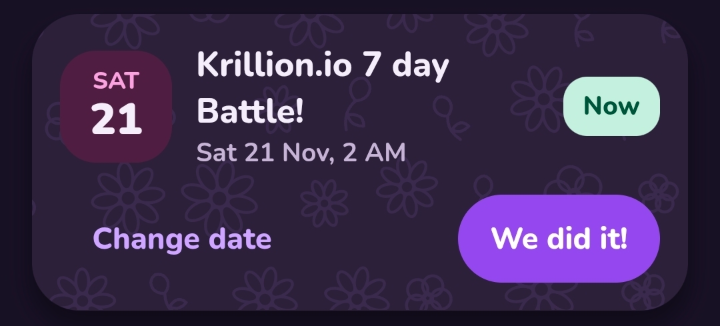 SAT
21
Krillion.io 7 day
Battle!
Sat 21 Nov, 2 AM
Now
Change date
We did it!